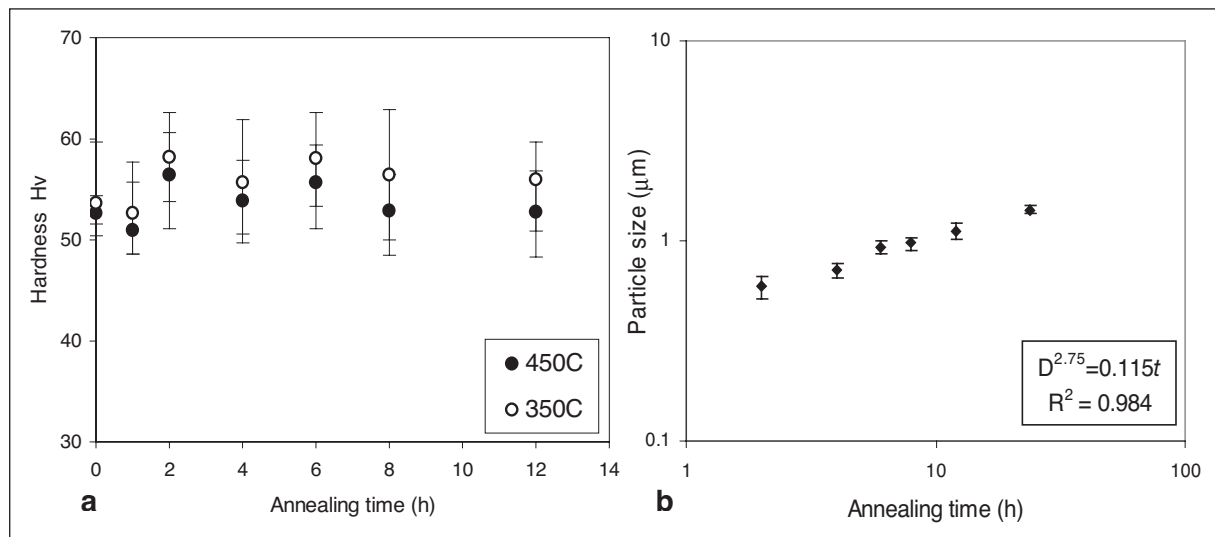 70
60
50
40
30
0 2 4 6 8 10 12 14
Hardness Hv
Annealing time (h)
450C
350C
a
10
1
0.1
1 10 100
Particle size (μm)
Annealing time (h)
D^2.75=0.115t
R^2 = 0.984
b